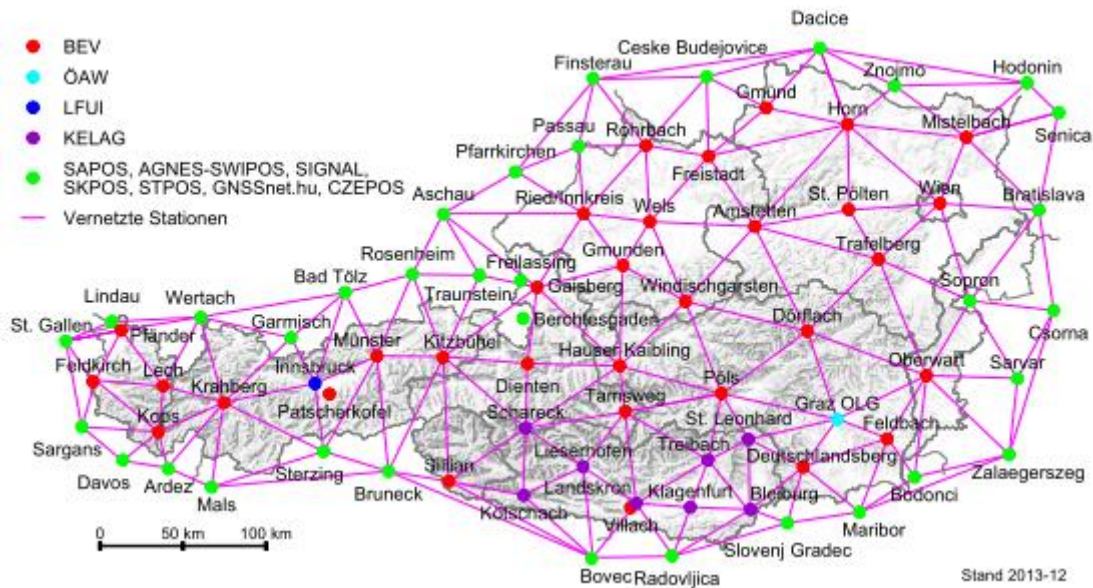 BEV
ÖAW
LFUI
KELAG
SAPOS, AGNES-SWIPOS, SIGNAL,
SKPOS, STPOS, GNSSnet.hu, CZEPOS
Vernetzte Stationen
Dacice
Ceske Budejovice
Finsterau
Znojmo
Hodonin
Gmünd
Horn
Mistelbach
Senica
Passau
Rohrbach
Pfarrkirchen
Freistadt
Aschau
Ried/Innkreis
Wels
Amstetten
St. Pölten
Wien
Bratislava
Trafelberg
Rosenheim
Freilassing
Gmunden
Bad Tölz
Traunstein
Gaisberg
Windischgarsten
Sopron
Lindau
Wertach
Berchtesgaden
Dörflach
Csorna
St. Gallen
Pfänder
Garmisch
Münster
Kitzbühel
Hauser Kaibling
Oberwart
Sarvar
Feldkirch
Lech
Innsbruck
Krahberg
Dienten
Pöls
Patscherkofel
Tamsweg
Graz OLG
Kops
Schareck
St. Leonhard
Feldbach
Sargans
Lieserhofen
Treibach
Deutschlandsberg
Sterzing
Sillian
Zalaegerszeg
Davos
Ardez
Bruneck
Landskron
Klagenfurt
Bleiburg
Bodonci
Mals
Kötschach
Villach
Maribor
Slovenj Gradec
0
50 km
100 km
Bovec
Radovljica
Stand 2013-12